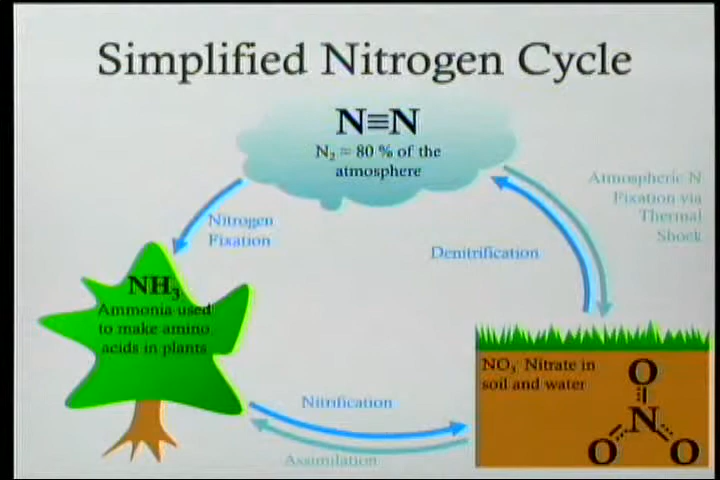 Simplified Nitrogen Cycle
N≡N
N₂ = 80 % of the
atmosphere
Atmospheric N
Fixation via
Thermal
Shock
Nitrogen
Fixation
Denitrification
NH₃
Ammonia used
to make amino
acids in plants
NO₃⁻ Nitrate in
soil and water
O
N
O O
Nitrification
Assimilation